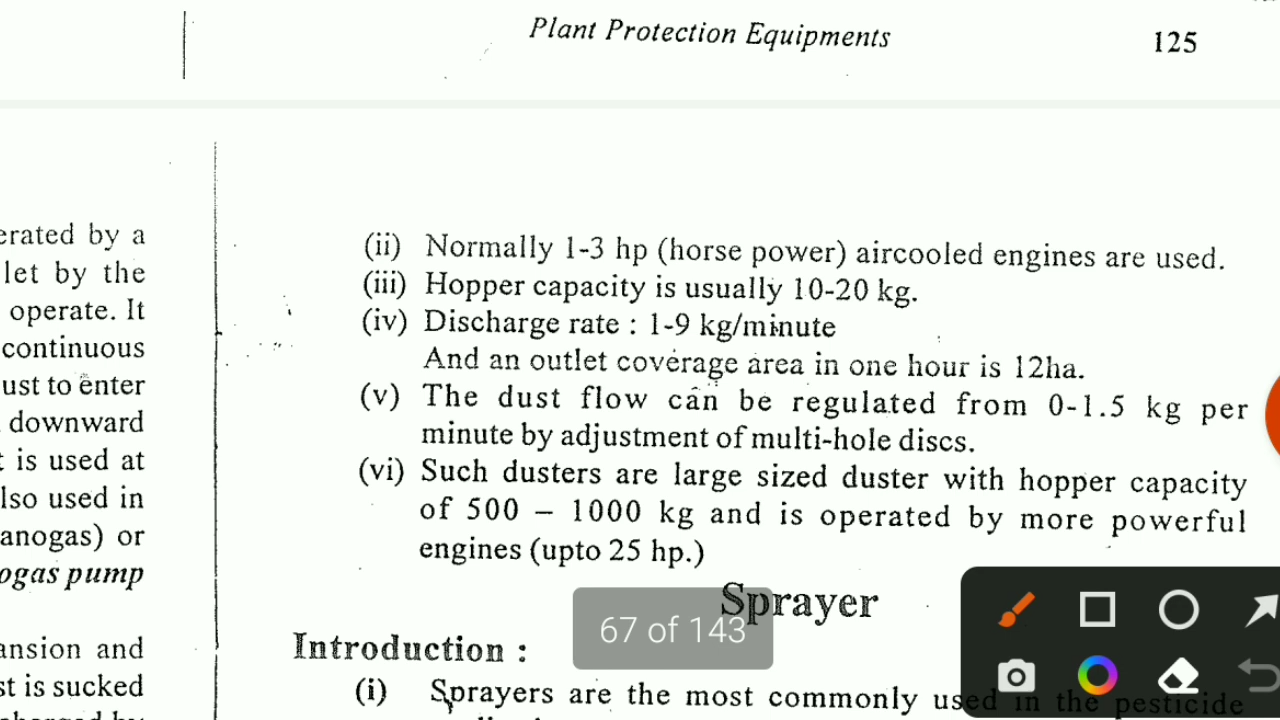 Plant Protection Equipments
125
erated by a
let by the
operate. It
continuous
ust to enter
downward
is used at
lso used in
anogas) or
ogas pump
ansion and
st is sucked
(ii) Normally 1-3 hp (horse power) aircooled engines are used.
(iii) Hopper capacity is usually 10-20 kg.
(iv) Discharge rate : 1-9 kg/minute
And an outlet coverage area in one hour is 12ha.
(v) The dust flow can be regulated from 0-1.5 kg per
minute by adjustment of multi-hole discs.
(vi) Such dusters are large sized duster with hopper capacity
of 500 – 1000 kg and is operated by more powerful
engines (upto 25 hp.)
Sprayer
67 of 143
Introduction :
(i) Sprayers are the most commonly used in the pesticide